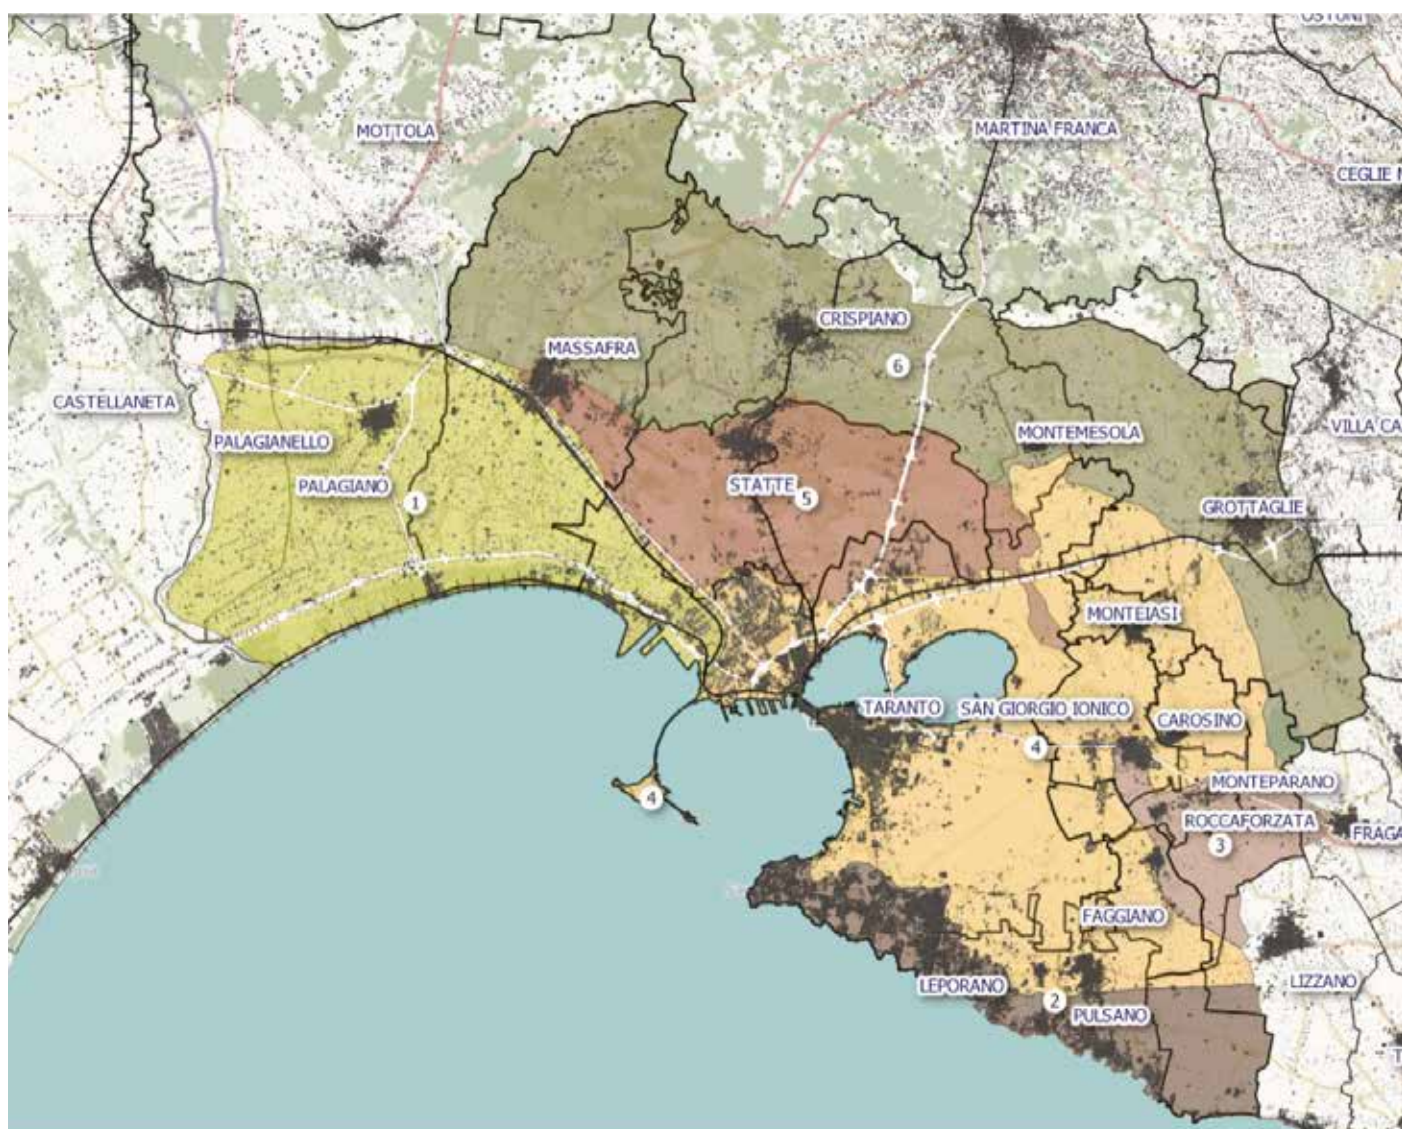 OSTUNI
MOTTOLA
MARTINA FRANCA
CEGLIE M
CRISPIANO
MASSAFRA
6
CASTELLANETA
VILLA CA
MONTEMESOLA
PALAGIANELLO
PALAGIANO
STATTE
5
1
GROTTAGLIE
MONTEIASI
TARANTO
SAN GIORGIO IONICO
CAROSINO
4
MONTEPARANO
4
ROCCAFORZATA
FRAGA
3
FAGGIANO
LIZZANO
LEPORANO
2
PULSANO
T